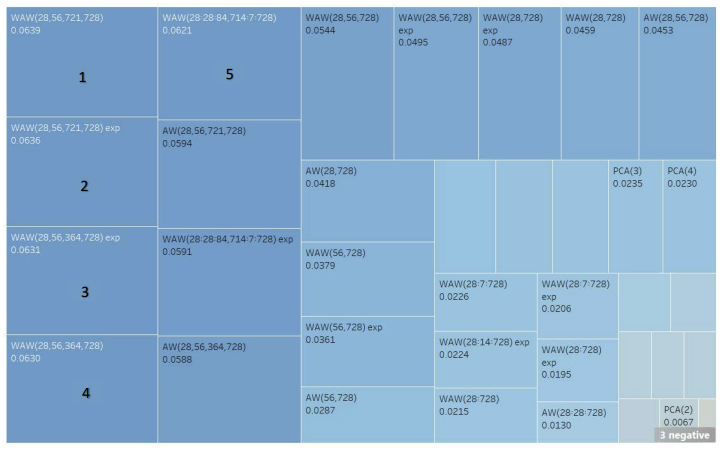 WAW(28,56,721,728)
0.0639
1
WAW(28,56,721,728) exp
0.0636
2
WAW(28,56,364,728) exp
0.0631
3
WAW(28,56,364,728)
0.0630
4
WAW(28:28:84,714:7:728)
0.0621
5
AW(28,56,721,728)
0.0594
WAW(28:28:84,714:7:728) exp
0.0591
AW(28,56,364,728)
0.0588
WAW(28,56,728)
0.0544
WAW(28,56,728)
exp
0.0495
WAW(28,728)
exp
0.0487
WAW(28,728)
0.0459
AW(28,56,728)
0.0453
AW(28,728)
0.0418
WAW(56,728)
0.0379
WAW(56,728) exp
0.0361
AW(56,728)
0.0287
PCA(3)
0.0235
PCA(4)
0.0230
WAW(28:7:728)
0.0226
WAW(28:14:728) exp
0.0224
WAW(28:728)
0.0215
WAW(28:7:728)
exp
0.0206
WAW(28:728)
exp
0.0195
AW(28:28:728)
0.0130
PCA(2)
0.0067
3 negative